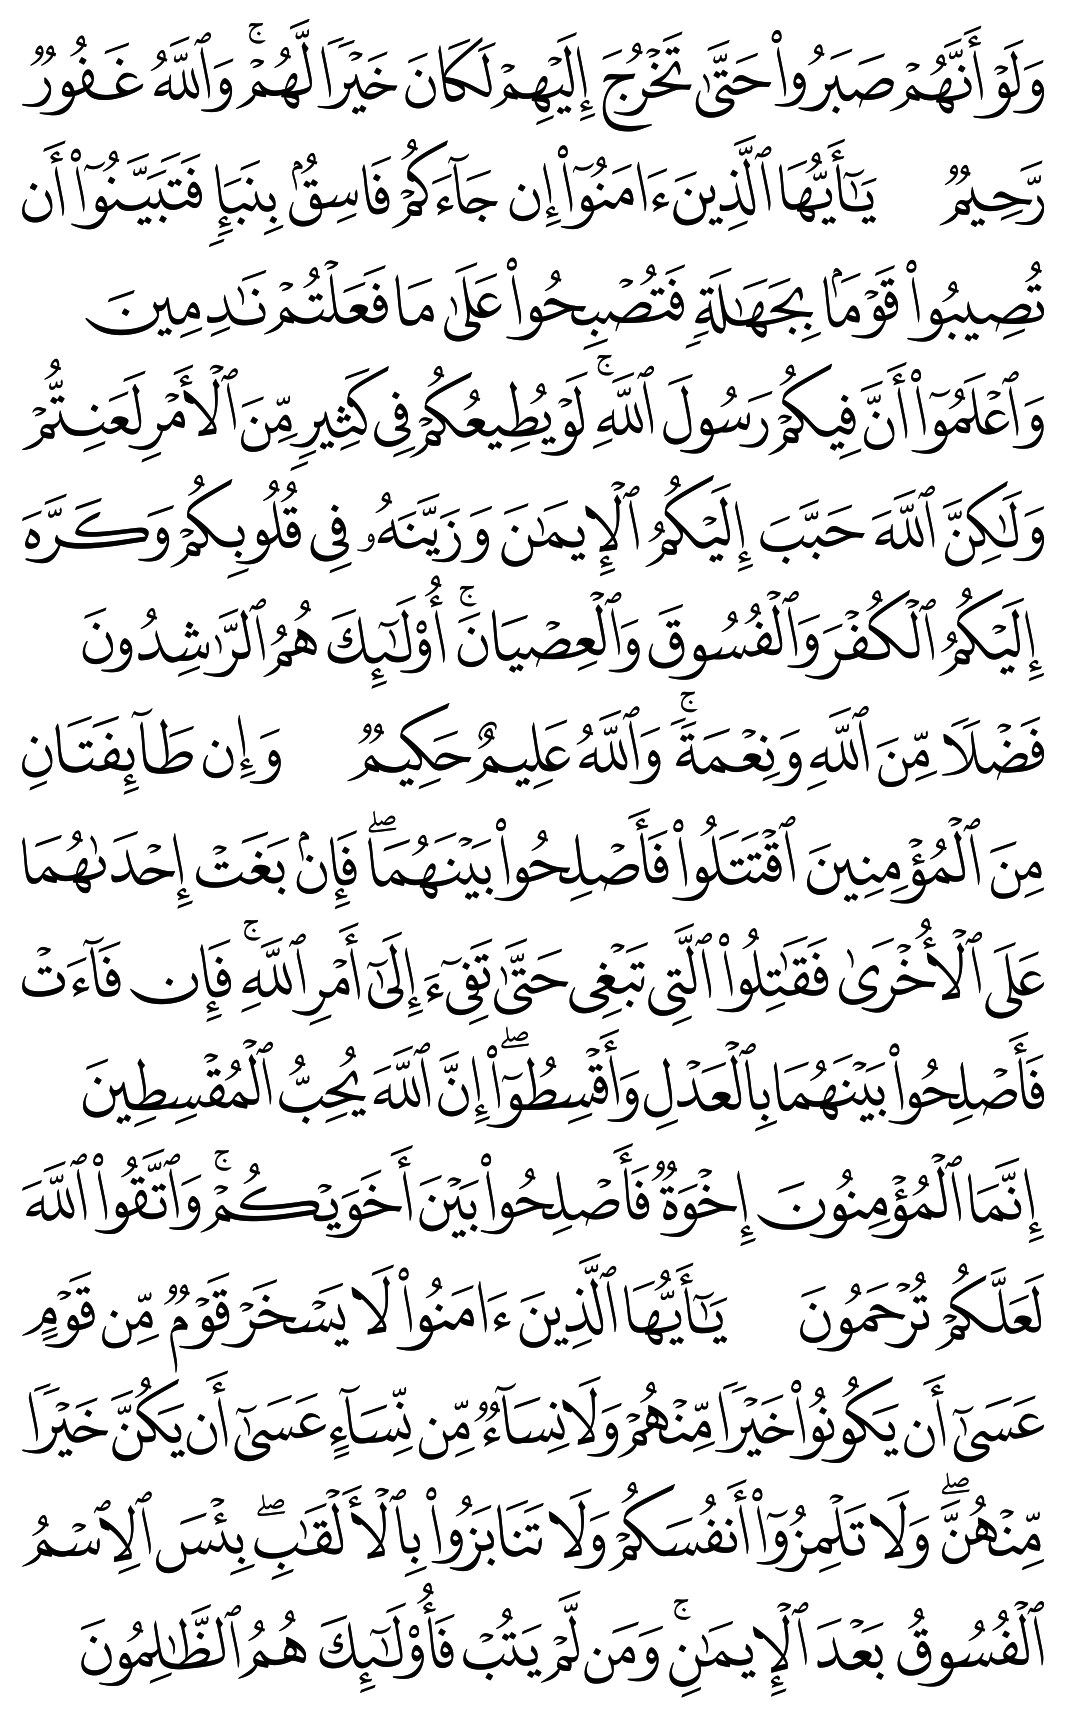 وَلَوْ أَنَّهُمْ صَبَرُوا۟ حَتَّىٰ تَخْرُجَ إِلَيْهِمْ لَكَانَ خَيْرًا لَّهُمْ ۚ وَٱللَّهُ غَفُورٌ
رَّحِيمٌ يَـٰٓأَيُّهَا ٱلَّذِينَ ءَامَنُوٓا۟ إِن جَآءَكُمْ فَاسِقٌۢ بِنَبَإٍ فَتَبَيَّنُوٓا۟ أَن
تُصِيبُوا۟ قَوْمًۢا بِجَهَـٰلَةٍ فَتُصْبِحُوا۟ عَلَىٰ مَا فَعَلْتُمْ نَـٰدِمِينَ
وَٱعْلَمُوٓا۟ أَنَّ فِيكُمْ رَسُولَ ٱللَّهِ ۚ لَوْ يُطِيعُكُمْ فِى كَثِيرٍ مِّنَ ٱلْأَمْرِ لَعَنِتُّمْ
وَلَـٰكِنَّ ٱللَّهَ حَبَّبَ إِلَيْكُمُ ٱلْإِيمَـٰنَ وَزَيَّنَهُۥ فِى قُلُوبِكُمْ وَكَرَّهَ
إِلَيْكُمُ ٱلْكُفْرَ وَٱلْفُسُوقَ وَٱلْعِصْيَانَ ۚ أُو۟لَـٰٓئِكَ هُمُ ٱلرَّٰشِدُونَ
فَضْلًا مِّنَ ٱللَّهِ وَنِعْمَةً ۚ وَٱللَّهُ عَلِيمٌ حَكِيمٌ وَإِن طَآئِفَتَانِ
مِنَ ٱلْمُؤْمِنِينَ ٱقْتَتَلُوا۟ فَأَصْلِحُوا۟ بَيْنَهُمَا ۖ فَإِنۢ بَغَتْ إِحْدَىٰهُمَا
عَلَى ٱلْأُخْرَىٰ فَقَـٰتِلُوا۟ ٱلَّتِى تَبْغِى حَتَّىٰ تَفِىٓءَ إِلَىٰٓ أَمْرِ ٱللَّهِ ۚ فَإِن فَآءَتْ
فَأَصْلِحُوا۟ بَيْنَهُمَا بِٱلْعَدْلِ وَأَقْسِطُوٓا۟ ۖ إِنَّ ٱللَّهَ يُحِبُّ ٱلْمُقْسِطِينَ
إِنَّمَا ٱلْمُؤْمِنُونَ إِخْوَةٌ فَأَصْلِحُوا۟ بَيْنَ أَخَوَيْكُمْ ۚ وَٱتَّقُوا۟ ٱللَّهَ
لَعَلَّكُمْ تُرْحَمُونَ يَـٰٓأَيُّهَا ٱلَّذِينَ ءَامَنُوا۟ لَا يَسْخَرْ قَوْمٌ مِّن قَوْمٍ
عَسَىٰٓ أَن يَكُونُوا۟ خَيْرًا مِّنْهُمْ وَلَا نِسَآءٌ مِّن نِّسَآءٍ عَسَىٰٓ أَن يَكُنَّ خَيْرًا
مِّنْهُنَّ ۖ وَلَا تَلْمِزُوٓا۟ أَنفُسَكُمْ وَلَا تَنَابَزُوا۟ بِٱلْأَلْقَـٰبِ ۖ بِئْسَ ٱلِٱسْمُ
ٱلْفُسُوقُ بَعْدَ ٱلْإِيمَـٰنِ ۚ وَمَن لَّمْ يَتُبْ فَأُو۟لَـٰٓئِكَ هُمُ ٱلظَّـٰلِمُونَ